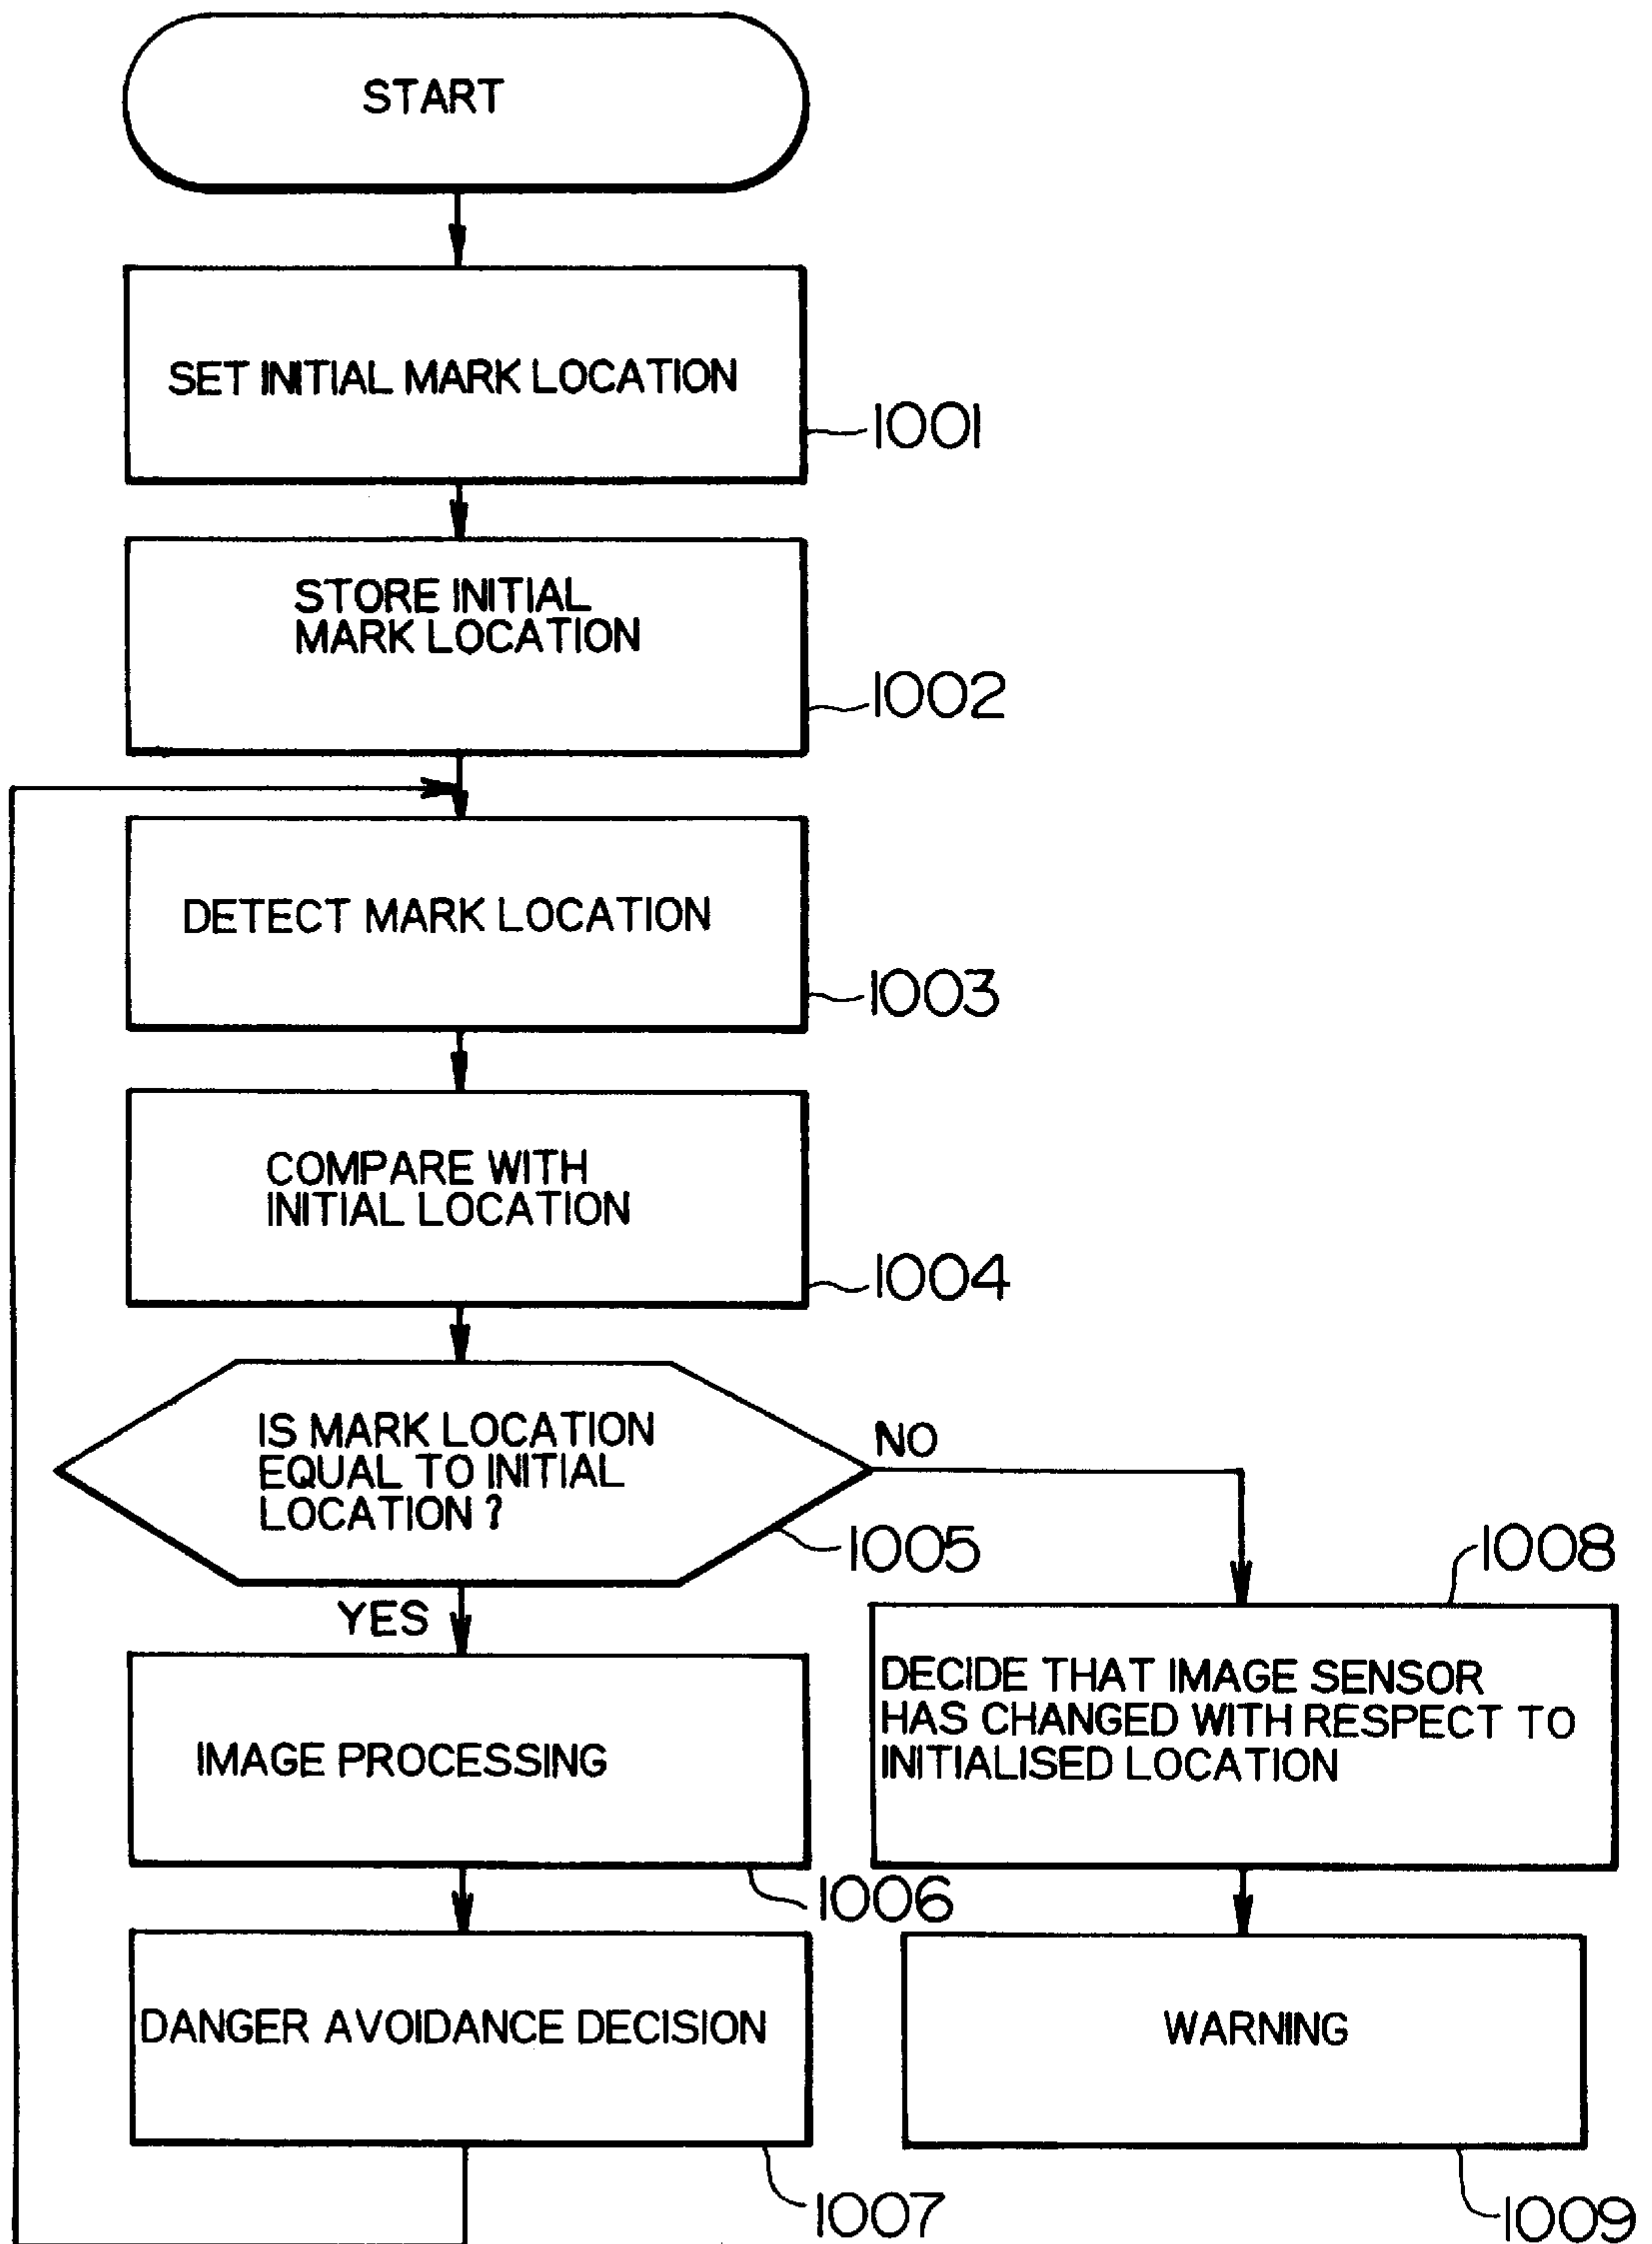 START
SET INITIAL MARK LOCATION
1001
STORE INITIAL
MARK LOCATION
1002
DETECT MARK LOCATION
1003
COMPARE WITH
INITIAL LOCATION
1004
IS MARK LOCATION
EQUAL TO INITIAL
LOCATION ?
NO
1005
YES
1008
DECIDE THAT IMAGE SENSOR
HAS CHANGED WITH RESPECT TO
INITIALISED LOCATION
IMAGE PROCESSING
1006
DANGER AVOIDANCE DECISION
1007
WARNING
1009